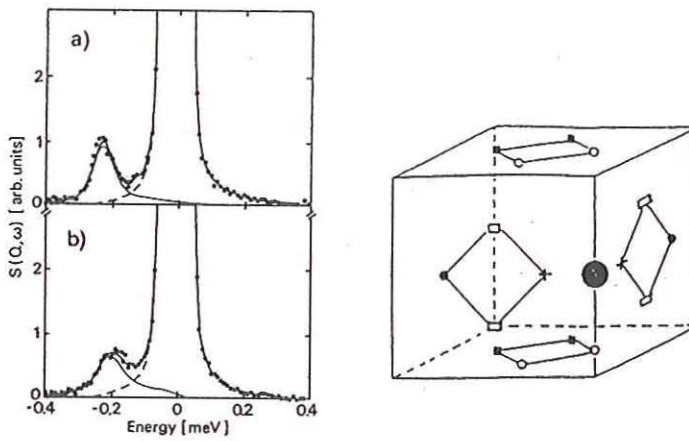 a)
2
1
0
b)
2
1
0
S(Q,ω) [arb. units]
-0.4 -0.2 0 0.2 0.4
Energy [meV]